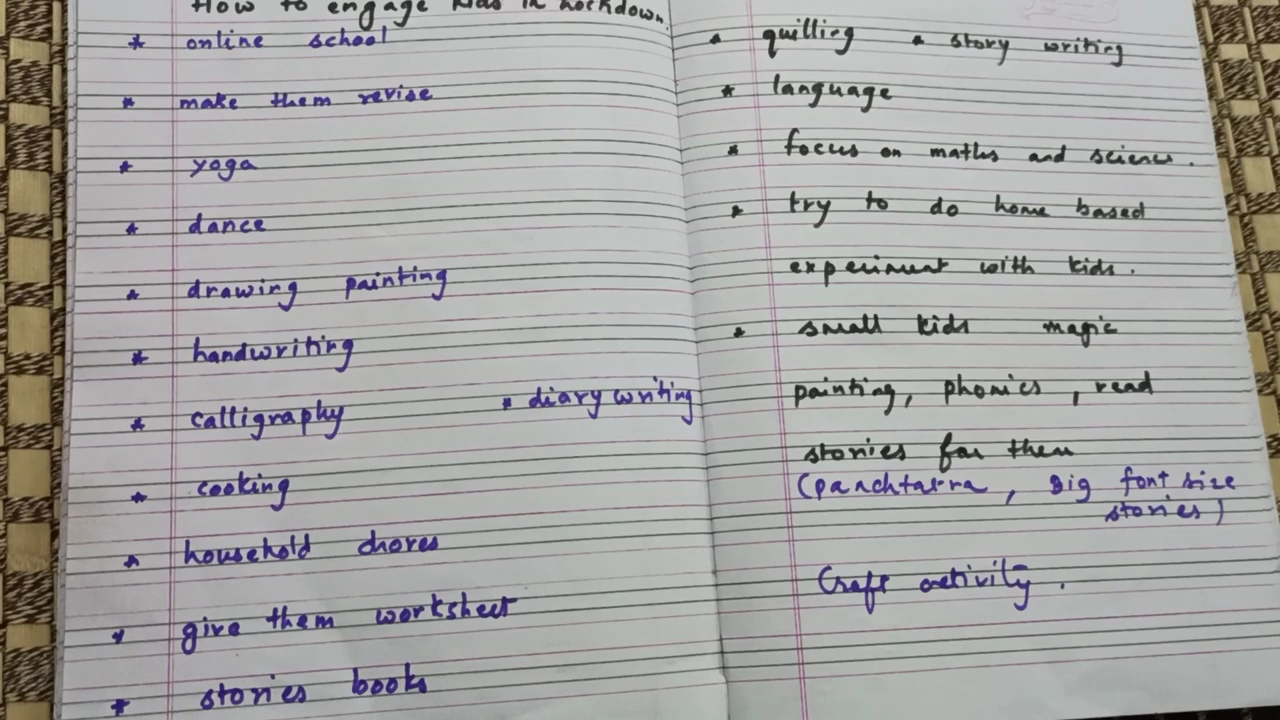 How to engage kids in lockdown
* online school
* make them revise
* yoga
* dance
* drawing painting
* handwriting
* calligraphy * diary writing
* cooking
* household chores
* give them worksheet
* stories books
* quilling * story writing
* language
* focus on maths and science.
* try to do home based
experiment with kids.
* small kids magic
painting, phonics, read
stories for them
(panchtatra, Big font size
stories)
Craft activity.